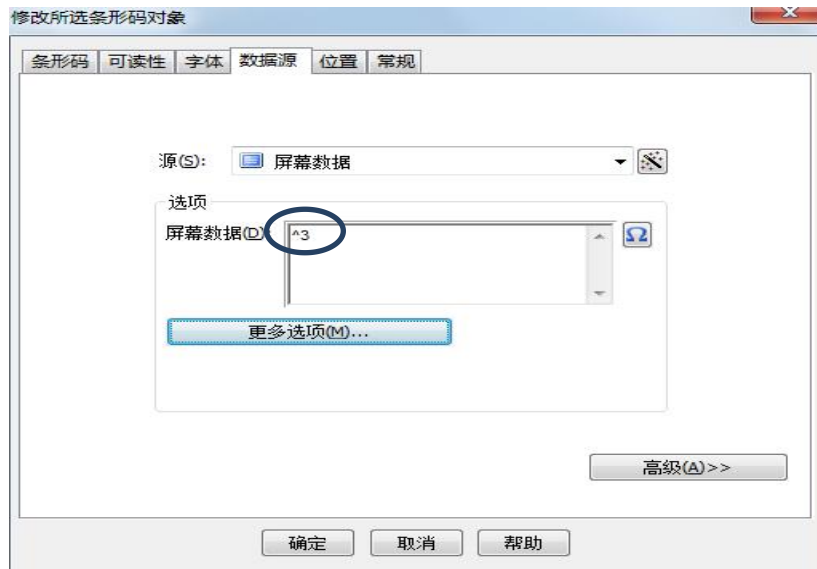 修改所选条形码对象
条形码 可读性 字体 数据源 位置 常规
源(S): 屏幕数据
选项
屏幕数据(D): ^3
Ω
更多选项(M)...
高级(A)>>
确定 取消 帮助